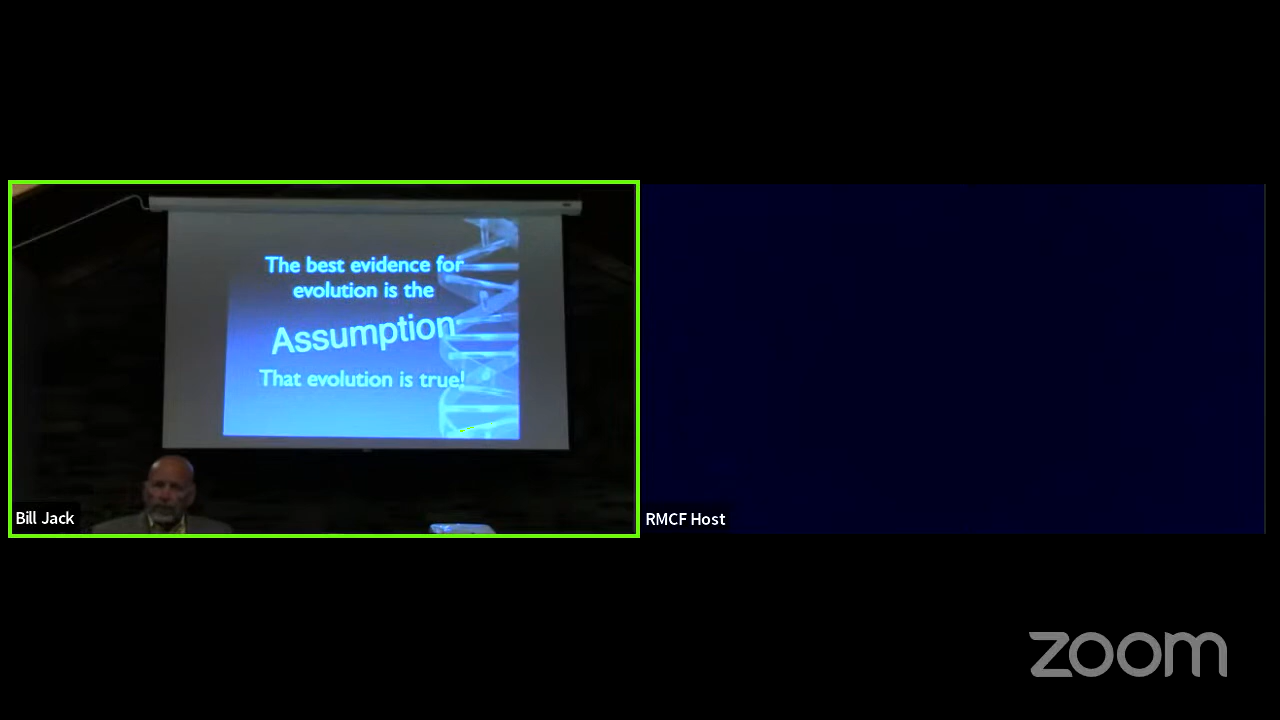 The best evidence for
evolution is the
Assumption
That evolution is true!
Bill Jack
RMCF Host
zoom